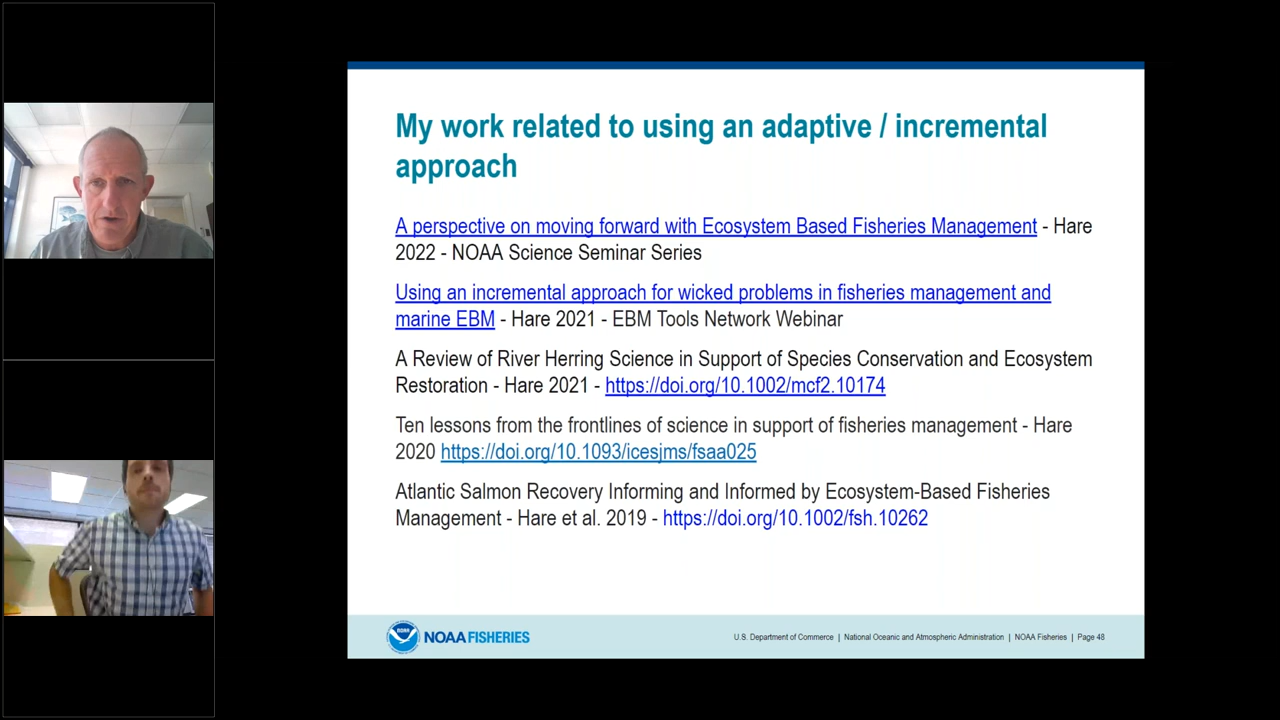 My work related to using an adaptive / incremental
approach
A perspective on moving forward with Ecosystem Based Fisheries Management - Hare
2022 - NOAA Science Seminar Series
Using an incremental approach for wicked problems in fisheries management and
marine EBM - Hare 2021 - EBM Tools Network Webinar
A Review of River Herring Science in Support of Species Conservation and Ecosystem
Restoration - Hare 2021 - https://doi.org/10.1002/mcf2.10174
Ten lessons from the frontlines of science in support of fisheries management - Hare
2020 https://doi.org/10.1093/icesjms/fsaa025
Atlantic Salmon Recovery Informing and Informed by Ecosystem-Based Fisheries
Management - Hare et al. 2019 - https://doi.org/10.1002/fsh.10262
NOAA
NOAA FISHERIES
U.S. Department of Commerce | National Oceanic and Atmospheric Administration | NOAA Fisheries | Page 48